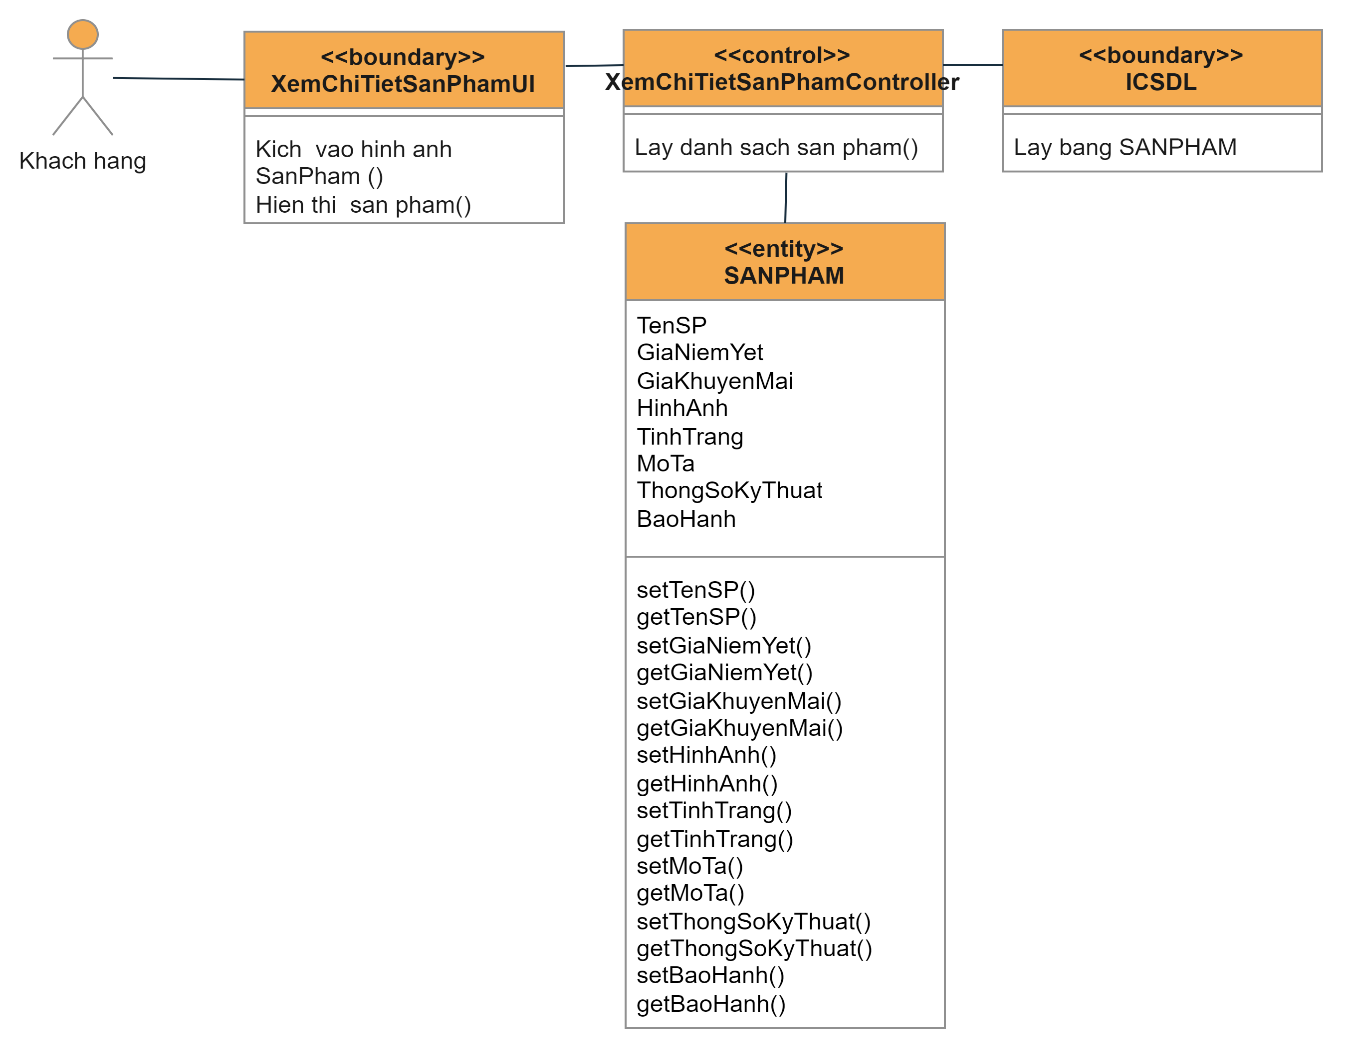 Khach hang
<<boundary>>
XemChiTietSanPhamUI
Kich  vao hinh anh
SanPham ()
Hien thi  san pham()
<<control>>
XemChiTietSanPhamController
Lay danh sach san pham()
<<boundary>>
ICSDL
Lay bang SANPHAM
<<entity>>
SANPHAM
TenSP
GiaNiemYet
GiaKhuyenMai
HinhAnh
TinhTrang
MoTa
ThongSoKyThuat
BaoHanh
setTenSP()
getTenSP()
setGiaNiemYet()
getGiaNiemYet()
setGiaKhuyenMai()
getGiaKhuyenMai()
setHinhAnh()
getHinhAnh()
setTinhTrang()
getTinhTrang()
setMoTa()
getMoTa()
setThongSoKyThuat()
getThongSoKyThuat()
setBaoHanh()
getBaoHanh()